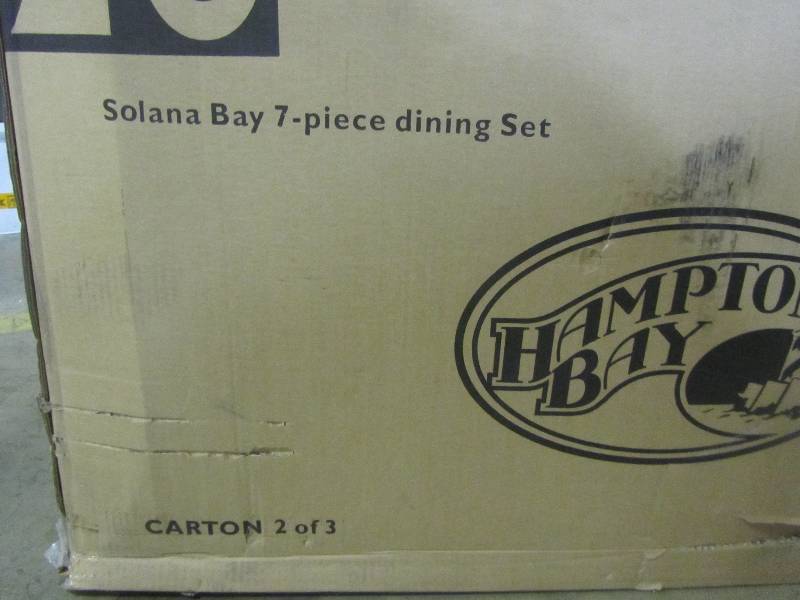 Solana Bay 7-piece dining Set
HAMPTON
BAY
CARTON 2 of 3